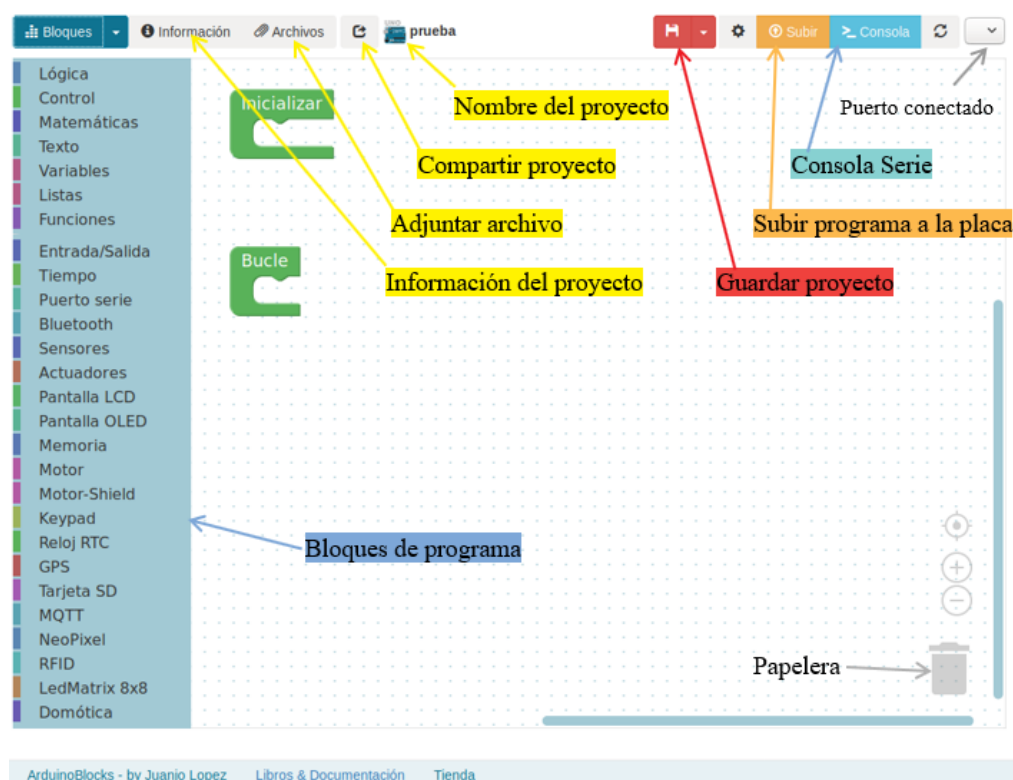 Bloques
Información
Archivos
UNO
prueba
Subir
Consola
Lógica
Control
Matemáticas
Texto
Variables
Listas
Funciones
Entrada/Salida
Tiempo
Puerto serie
Bluetooth
Sensores
Actuadores
Pantalla LCD
Pantalla OLED
Memoria
Motor
Motor-Shield
Keypad
Reloj RTC
GPS
Tarjeta SD
MQTT
NeoPixel
RFID
LedMatrix 8x8
Domótica
Inicializar
Bucle
Nombre del proyecto
Compartir proyecto
Adjuntar archivo
Información del proyecto
Puerto conectado
Consola Serie
Subir programa a la placa
Guardar proyecto
Bloques de programa
Papelera
ArduinoBlocks - by Juanjo Lopez
Libros & Documentación
Tienda